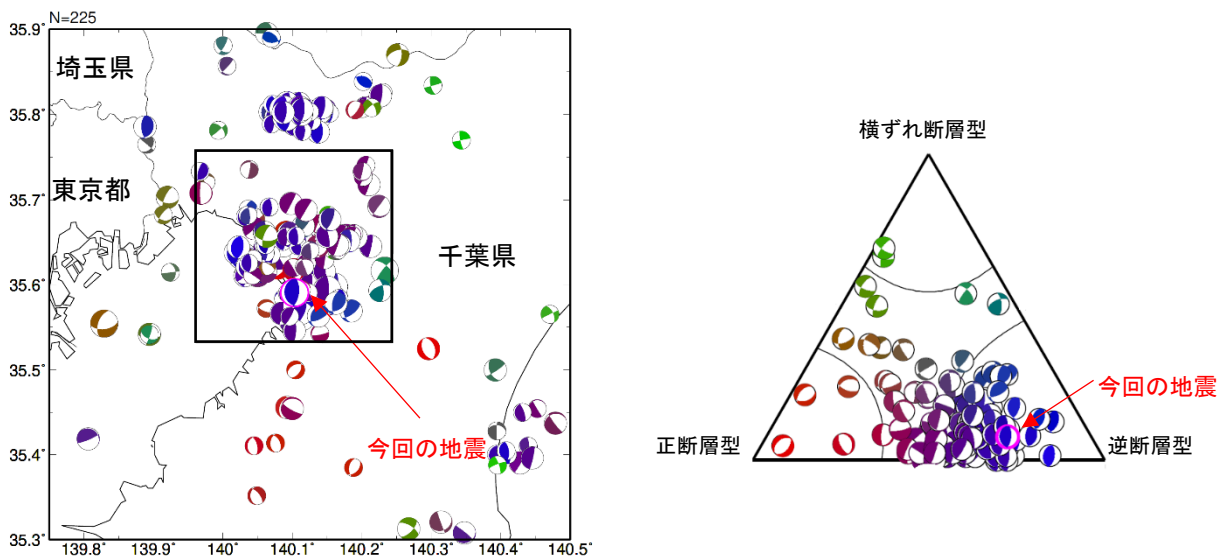 N=225
35.9°
35.8°
35.7°
35.6°
35.5°
35.4°
35.3°
139.8°
139.9°
140°
140.1°
140.2°
140.3°
140.4°
140.5°
埼玉県
東京都
千葉県
今回の地震
横ずれ断層型
今回の地震
正断層型
逆断層型